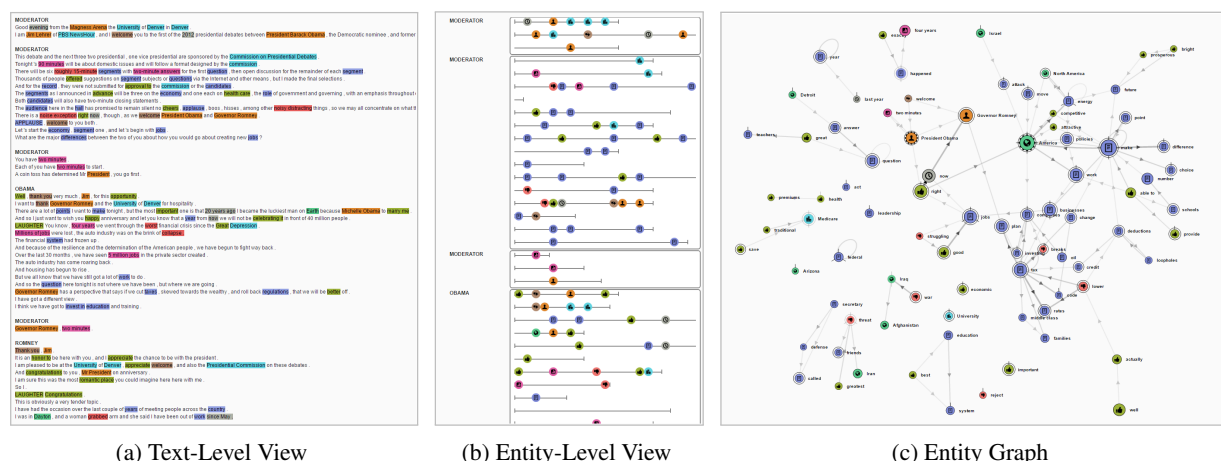 MODERATOR
Good evening from the Magness Arena the University of Denver in Denver
I am Jim Lehrer of PBS NewsHour , and I welcome you to the first of the 2012 presidential debates between President Barack Obama , the Democratic nominee , and former
MODERATOR
This debate and the next three two presidential , one vice presidential are sponsored by the Commission on Presidential Debates
Tonight 's 90 minutes will be about domestic issues and will follow a format designed by the commission
There will be six roughly 10-minute segments with two-minute answers for the first question , then open discussion for the remainder of each segment
Thousands of people offered suggestions on segment subjects or questions via the Internet and other means , but I made the final selections .
And for the record , they were not submitted for approval to the commission or the candidates .
The segments as I announced in advance will be three on the economy and one each on health care , the role of government and governing , with an emphasis throughout
Both candidates will also have two-minute closing statements .
The audience here in the hall has promised to remain silent no cheers , applause , boos , hisses , among other noisy distracting things , so we may all concentrate on what
There is a noise exception right now , though , as we welcome President Obama and Governor Romney
APPLAUSE , welcome to you both
Let 's start the economy , segment one , and let 's begin with jobs .
What are the major differences between the two of you about how you would go about creating new jobs ?
MODERATOR
You have two minutes
Each of you have two minutes to start .
A coin toss has determined Mr President , you go first.
OBAMA
Well , thank you very much , Jim , for this opportunity
I want to thank Governor Romney and the University of Denver for hospitality
There are a lot of points I want to make tonight , but the most important one is that 20 years ago I became the luckiest man on Earth because Michelle Obama to marry me
And so I just want to wish you happy anniversary and let you know that a year from now we will not be celebrating it in front of 40 million people .
LAUGHTER You know , four years we went through the worst financial crisis since the Great Depression
Millions of jobs were lost , the auto industry was on the brink of collapse .
The financial system had frozen up .
And because of the resilience and the determination of the American people , we have begun to fight way back .
Over the last 30 months , we have seen 5 million jobs in the private sector created .
The auto industry has come roaring back
And housing has begun to rise .
But we all know that we have still got a lot of work to do .
And so the question here tonight is not where we have been , but where we are going .
Governor Romney has a perspective that says if we cut taxes , skewed towards the wealthy , and roll back regulations , that we will be better off .
I have got a different view .
I think we have got to invest in education and training .
MODERATOR
Governor Romney , two minutes
ROMNEY
Thank you , Jim
It is an honor to be here with you , and I appreciate the chance to be with the president .
I am pleased to be at the University of Denver , appreciate welcome , and also the Presidential Commission on these debates .
And congratulations to you , Mr President on anniversary .
I am sure this was the most romantic place you could imagine here here with me .
So I .
LAUGHTER Congratulations
This is obviously a very tender topic .
I have had the occasion over the last couple of years of meeting people across the country .
I was in Dayton , and a woman grabbed arm and she said I have been out of work since May .
(a) Text-Level View
MODERATOR
MODERATOR
MODERATOR
OBAMA
(b) Entity-Level View
exactly
four years
Israel
bright
prosperous
year
happened
North America
attack
move
energy
future
Detroit
last year
welcome
Governor Romney
competitive
two minutes
attractive
point
teachers
great
answer
President Obama
America
policies
make
difference
question
now
work
choice
number
act
right
able to
premiums
health
leadership
Medicare
jobs
companies
businesses
change
schools
traditional
plan
provide
struggling
deductions
save
federal
good
breaks
investing
oil
loopholes
Arizona
Iraq
tax
credit
lower
war
economic
code
secretary
University
rates
threat
Afghanistan
middle class
education
families
defense
friends
actually
Iran
best
important
called
greatest
reject
system
well
(c) Entity Graph